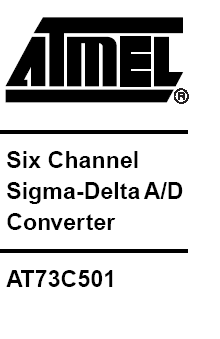 ATMEL®
Six Channel
Sigma-Delta A/D
Converter
AT73C501